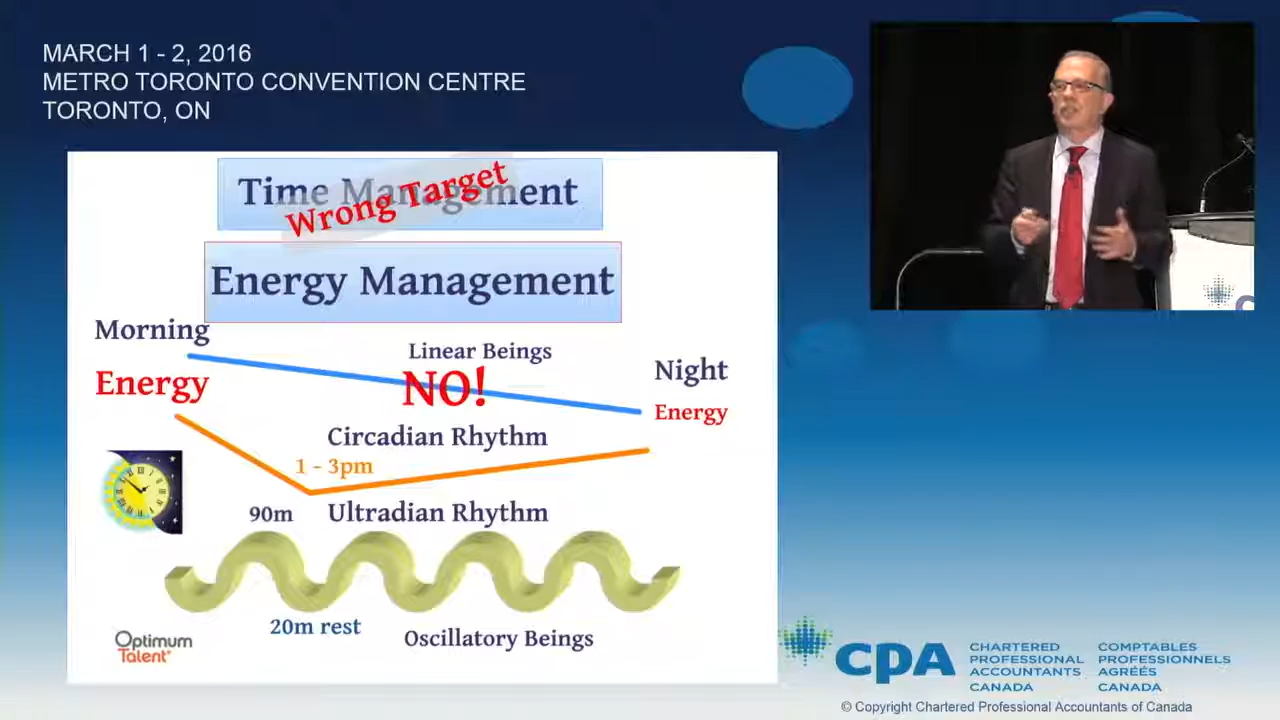 MARCH 1 - 2, 2016
METRO TORONTO CONVENTION CENTRE
TORONTO, ON
Time Management
Wrong Target
Energy Management
Morning
Linear Beings
Night
Energy
NO!
Energy
Circadian Rhythm
1 - 3pm
90m
Ultradian Rhythm
20m rest
Oscillatory Beings
Optimum
Talent
CPA
CHARTERED
PROFESSIONAL
ACCOUNTANTS
CANADA
COMPTABLES
PROFESSIONNELS
AGRÉÉS
CANADA
© Copyright Chartered Professional Accountants of Canada